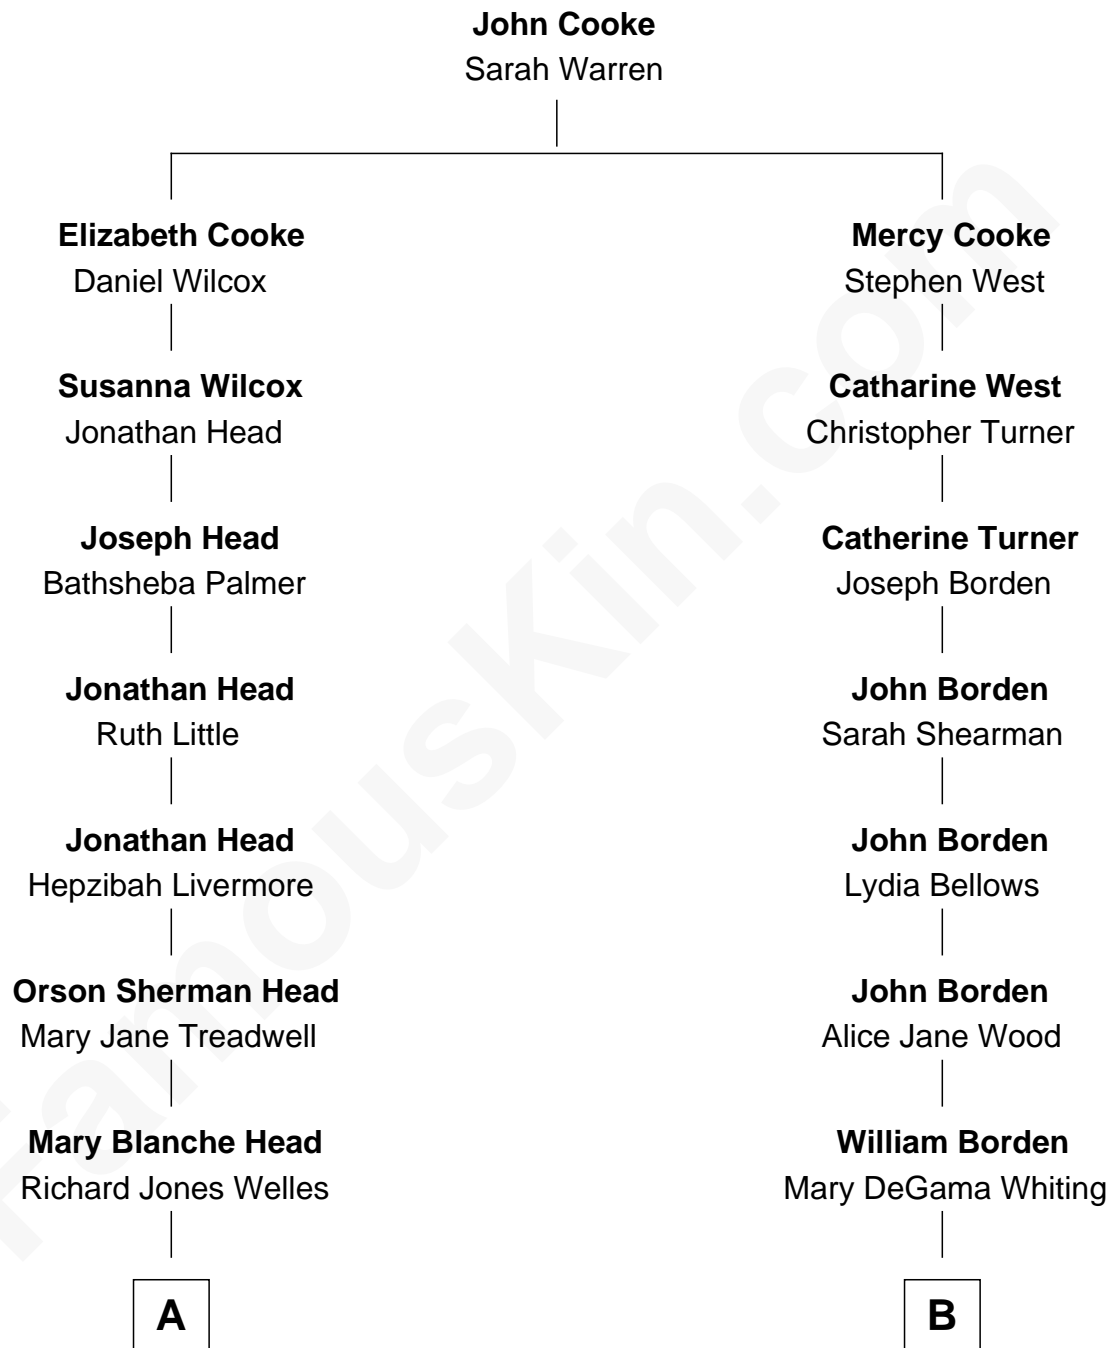 John Cooke
Sarah Warren
Elizabeth Cooke
Daniel Wilcox
Mercy Cooke
Stephen West
Susanna Wilcox
Jonathan Head
Catharine West
Christopher Turner
Joseph Head
Bathsheba Palmer
Catherine Turner
Joseph Borden
Jonathan Head
Ruth Little
John Borden
Sarah Shearman
Jonathan Head
Hepzibah Livermore
John Borden
Lydia Bellows
Orson Sherman Head
Mary Jane Treadwell
John Borden
Alice Jane Wood
Mary Blanche Head
Richard Jones Welles
William Borden
Mary DeGama Whiting
A
B
FamousKin.com